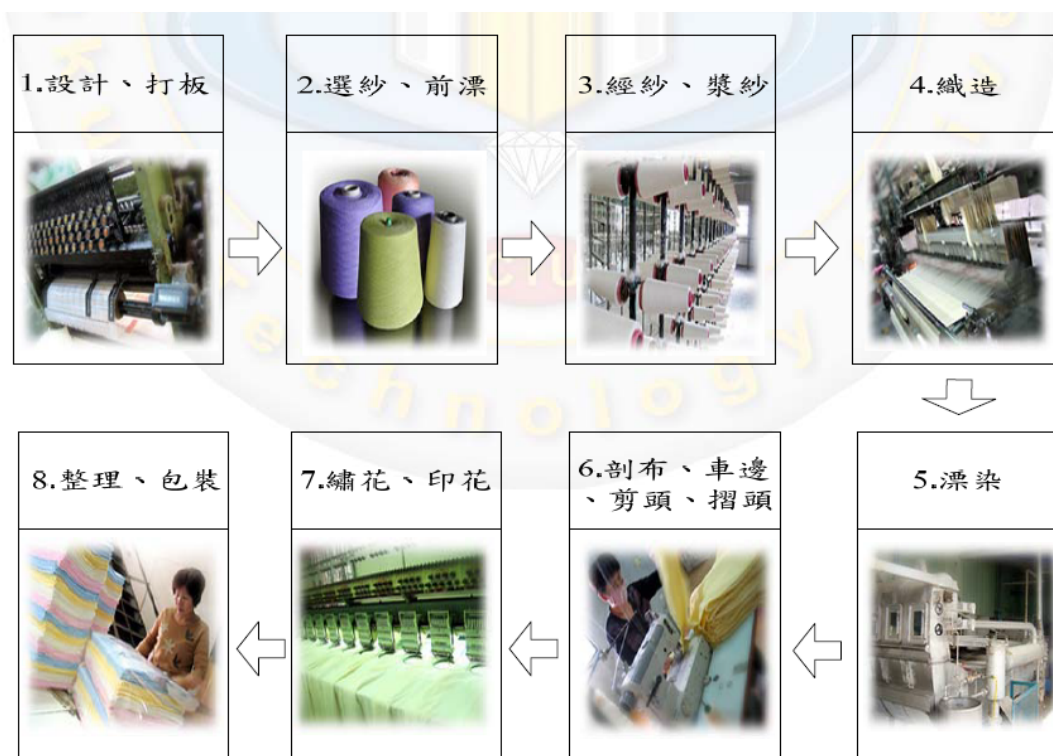 1.設計、打板
2.選紗、前漂
3.經紗、漿紗
4.織造
5.漂染
6.剖布、車邊
、剪頭、摺頭
7.繡花、印花
8.整理、包裝
Technology